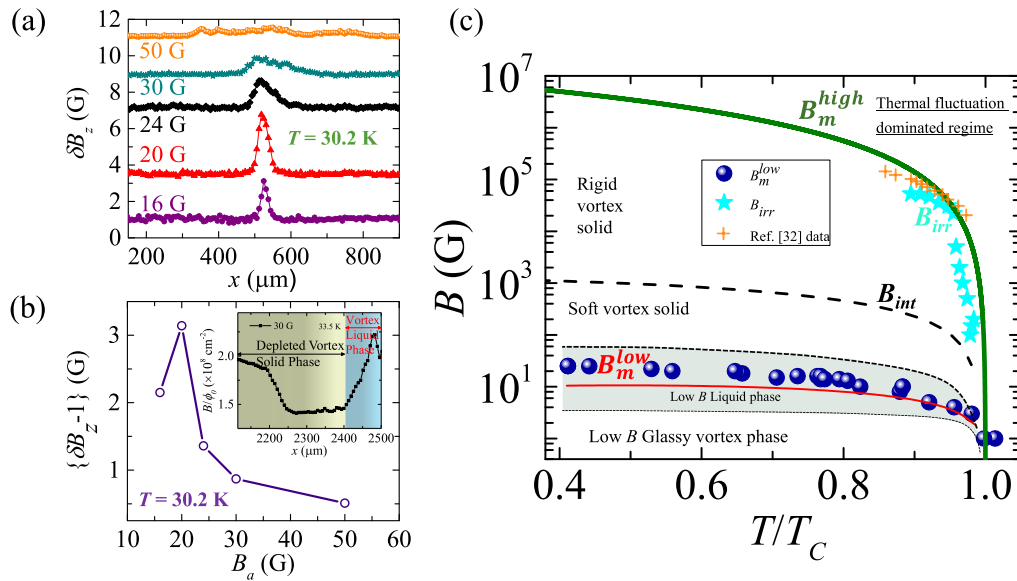 (a)
12
10
8
6
4
2
0
δB_z (G)
50 G
30 G
24 G
20 G
16 G
T = 30.2 K
200 400 600 800
x (μm)
(b)
3
2
1
{δB_z-1} (G)
T = 30.2 K
10 20 30 40 50 60
B_a (G)
30 G
33.5 K
Vortex
Liquid
Phase
Depleted Vortex
Solid Phase
2.0
1.5
B/ϕ_0 (×10^8 cm^-2)
2200 2300 2400 2500
x (μm)
(c)
10^7
10^5
10^3
10^1
B (G)
B_m^high
Thermal fluctuation
dominated regime
Rigid
vortex
solid
B_m^low
B_irr
Ref. [32] data
B_irr
B_int
Soft vortex solid
B_m^low
Low B Liquid phase
Low B Glassy vortex phase
0.4 0.6 0.8 1.0
T/T_C